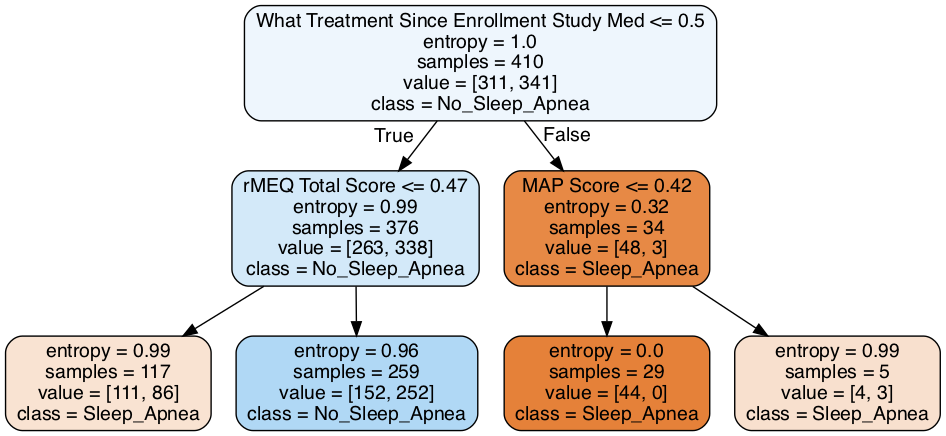 What Treatment Since Enrollment Study Med <= 0.5
entropy = 1.0
samples = 410
value = [311, 341]
class = No_Sleep_Apnea
True
False
rMEQ Total Score <= 0.47
entropy = 0.99
samples = 376
value = [263, 338]
class = No_Sleep_Apnea
MAP Score <= 0.42
entropy = 0.32
samples = 34
value = [48, 3]
class = Sleep_Apnea
entropy = 0.99
samples = 117
value = [111, 86]
class = Sleep_Apnea
entropy = 0.96
samples = 259
value = [152, 252]
class = No_Sleep_Apnea
entropy = 0.0
samples = 29
value = [44, 0]
class = Sleep_Apnea
entropy = 0.99
samples = 5
value = [4, 3]
class = Sleep_Apnea